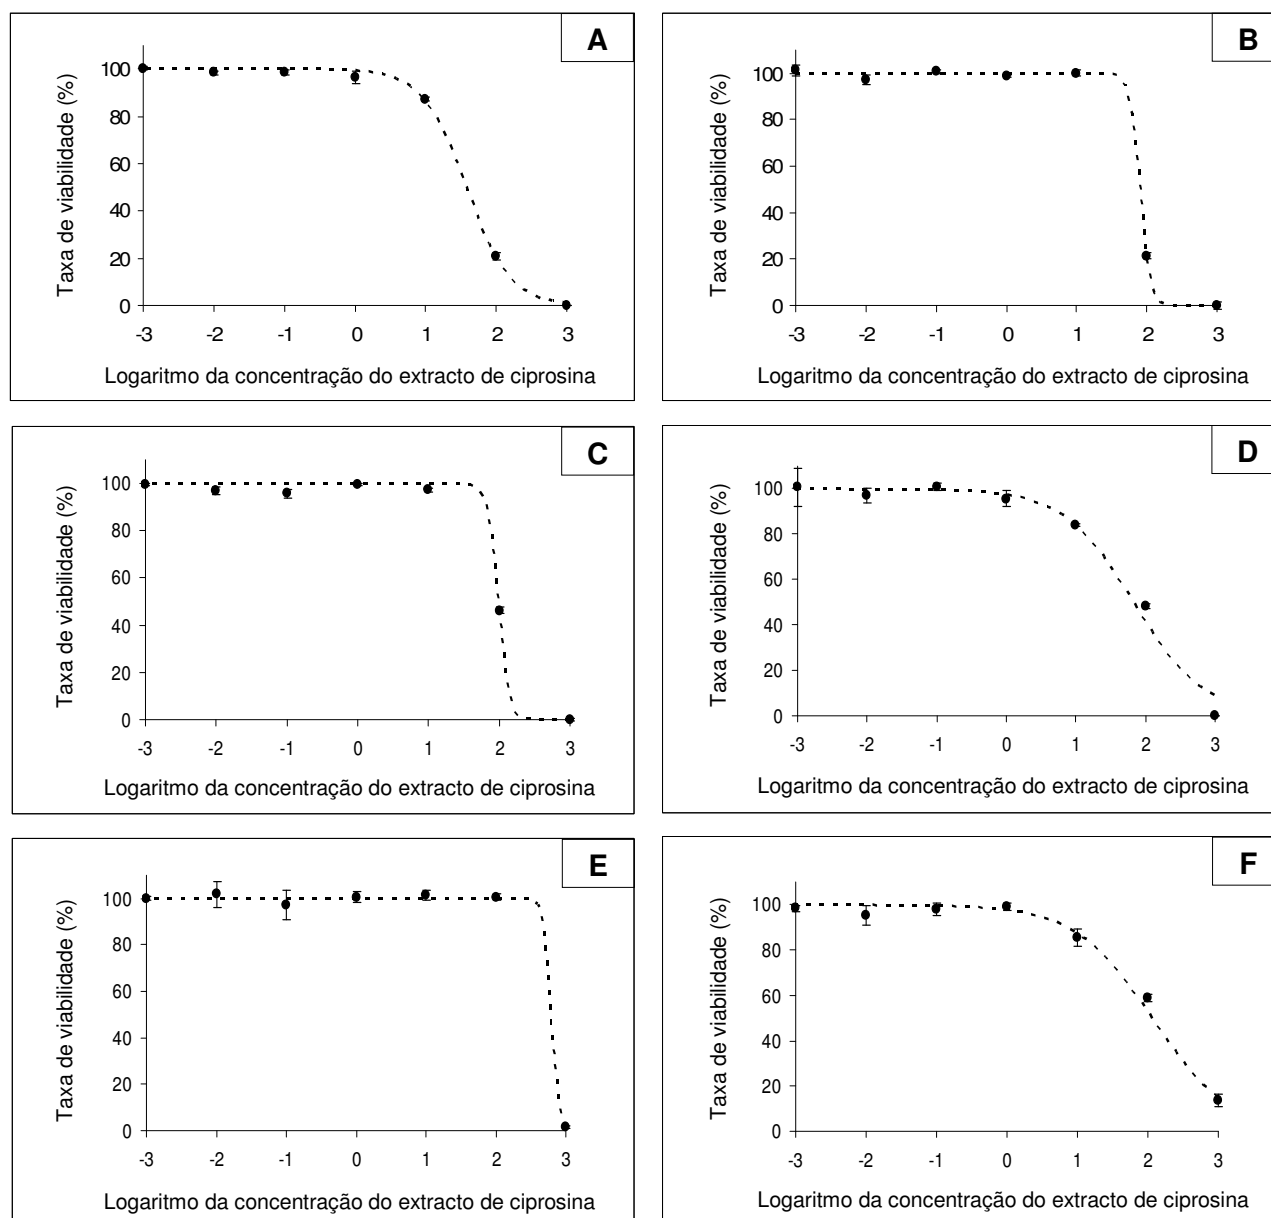 A
Taxa de viabilidade (%)
100
80
60
40
20
0
-3 -2 -1 0 1 2 3
Logaritmo da concentração do extracto de ciprosina
B
Taxa de viabilidade (%)
100
80
60
40
20
0
-3 -2 -1 0 1 2 3
Logaritmo da concentração do extracto de ciprosina
C
Taxa de viabilidade (%)
100
80
60
40
20
0
-3 -2 -1 0 1 2 3
Logaritmo da concentração do extracto de ciprosina
D
Taxa de viabilidade (%)
100
80
60
40
20
0
-3 -2 -1 0 1 2 3
Logaritmo da concentração do extracto de ciprosina
E
Taxa de viabilidade (%)
100
80
60
40
20
0
-3 -2 -1 0 1 2 3
Logaritmo da concentração do extracto de ciprosina
F
Taxa de viabilidade (%)
100
80
60
40
20
0
-3 -2 -1 0 1 2 3
Logaritmo da concentração do extracto de ciprosina